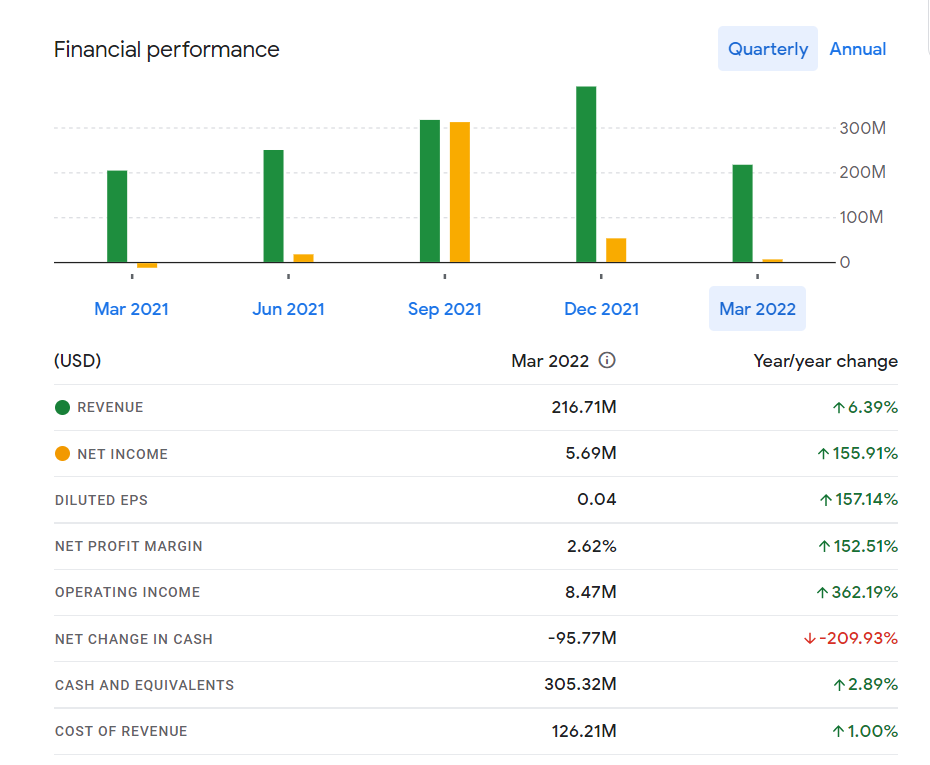 Financial performance Quarterly Annual
300M
200M
100M
0
Mar 2021 Jun 2021 Sep 2021 Dec 2021 Mar 2022
(USD) Mar 2022 Year/year change
REVENUE 216.71M ↑6.39%
NET INCOME 5.69M ↑155.91%
DILUTED EPS 0.04 ↑157.14%
NET PROFIT MARGIN 2.62% ↑152.51%
OPERATING INCOME 8.47M ↑362.19%
NET CHANGE IN CASH -95.77M ↓-209.93%
CASH AND EQUIVALENTS 305.32M ↑2.89%
COST OF REVENUE 126.21M ↑1.00%